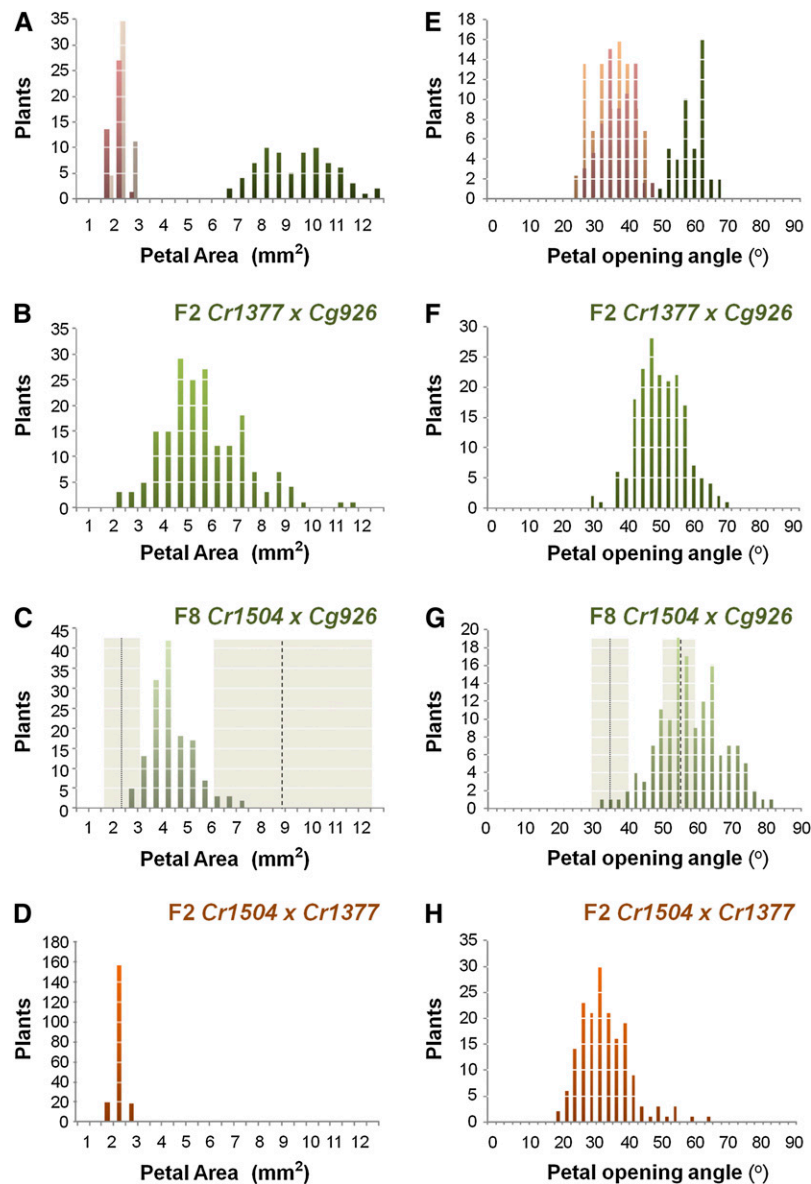 A
35
30
25
20
15
10
5
0
Plants
1 2 3 4 5 6 7 8 9 10 11 12
Petal Area (mm2)
E
18
16
14
12
10
8
6
4
2
0
Plants
0 10 20 30 40 50 60 70 80 90
Petal opening angle (o)
B
F2 Cr1377 x Cg926
35
30
25
20
15
10
5
0
Plants
1 2 3 4 5 6 7 8 9 10 11 12
Petal Area (mm2)
F
F2 Cr1377 x Cg926
30
25
20
15
10
5
0
Plants
0 10 20 30 40 50 60 70 80 90
Petal opening angle (o)
C
F8 Cr1504 x Cg926
45
40
35
30
25
20
15
10
5
0
Plants
1 2 3 4 5 6 7 8 9 10 11 12
Petal Area (mm2)
G
F8 Cr1504 x Cg926
20
18
16
14
12
10
8
6
4
2
0
Plants
0 10 20 30 40 50 60 70 80 90
Petal opening angle (o)
D
F2 Cr1504 x Cr1377
180
160
140
120
100
80
60
40
20
0
Plants
1 2 3 4 5 6 7 8 9 10 11 12
Petal Area (mm2)
H
F2 Cr1504 x Cr1377
35
30
25
20
15
10
5
0
Plants
0 10 20 30 40 50 60 70 80 90
Petal opening angle (o)